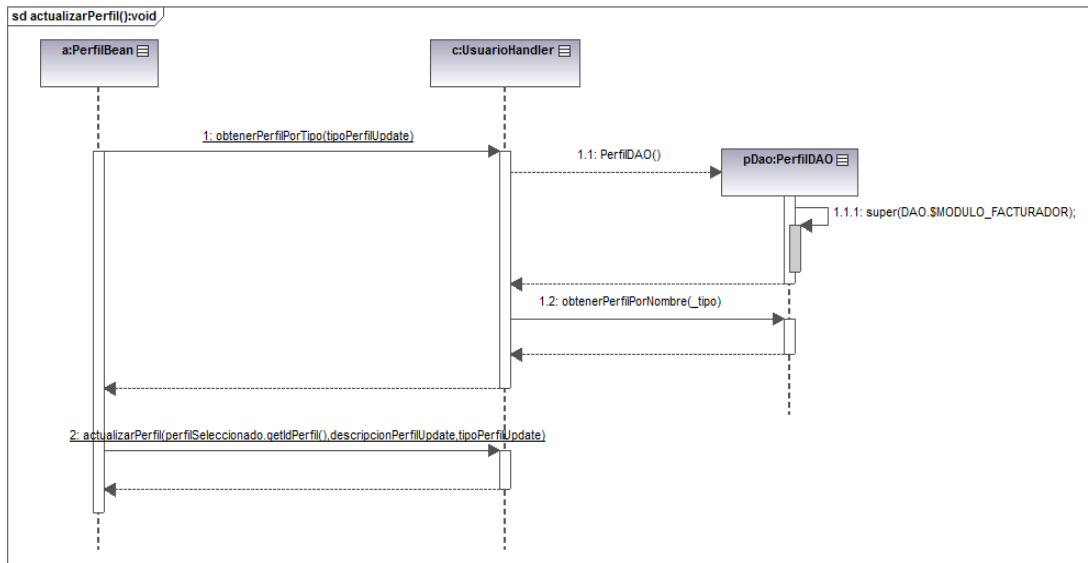 sd actualizarPerfil():void
a:PerfilBean
c:UsuarioHandler
1: obtenerPerfilPorTipo(tipoPerfilUpdate)
1.1: PerfilDAO()
pDao:PerfilDAO
1.1.1: super(DAO.$MODULO_FACTURADOR);
1.2: obtenerPerfilPorNombre(_tipo)
2: actualizarPerfil(perfilSeleccionado.getIdPerfil(),descripcionPerfilUpdate,tipoPerfilUpdate)